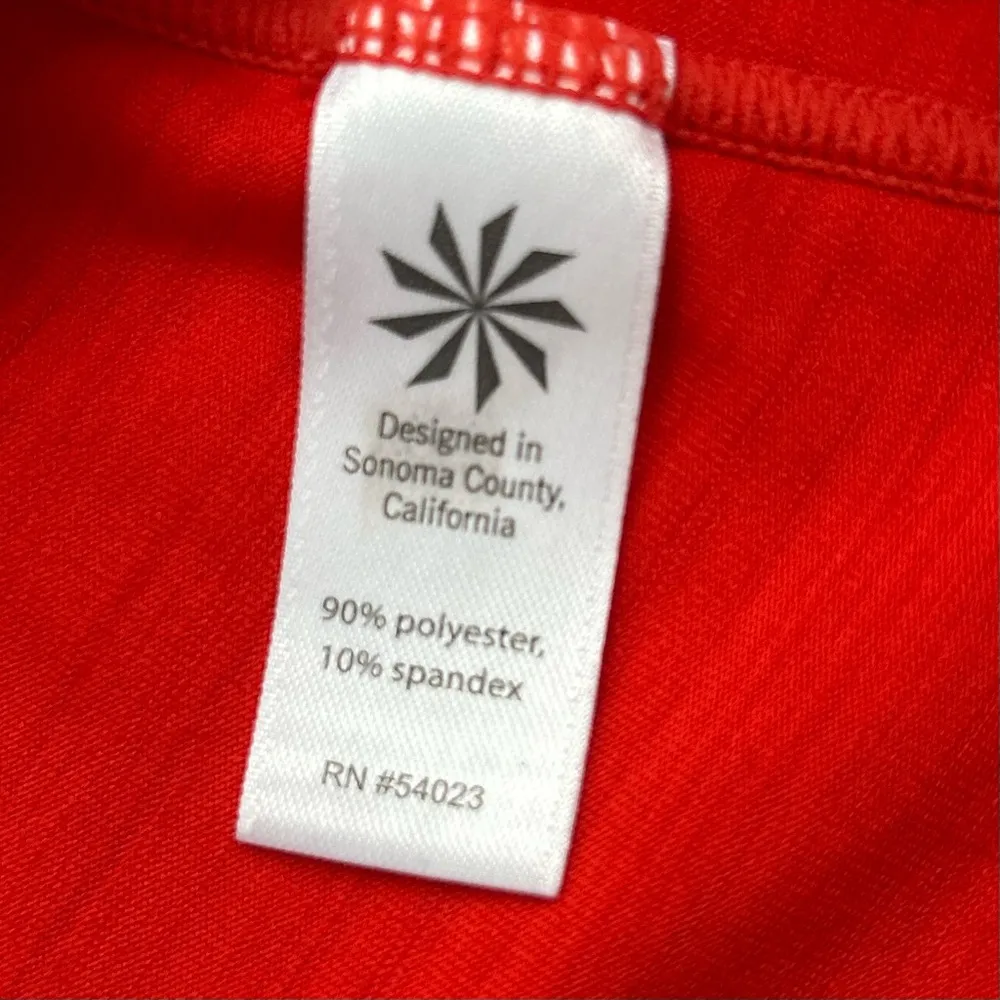 Designed in
Sonoma County,
California
90% polyester,
10% spandex
RN #54023